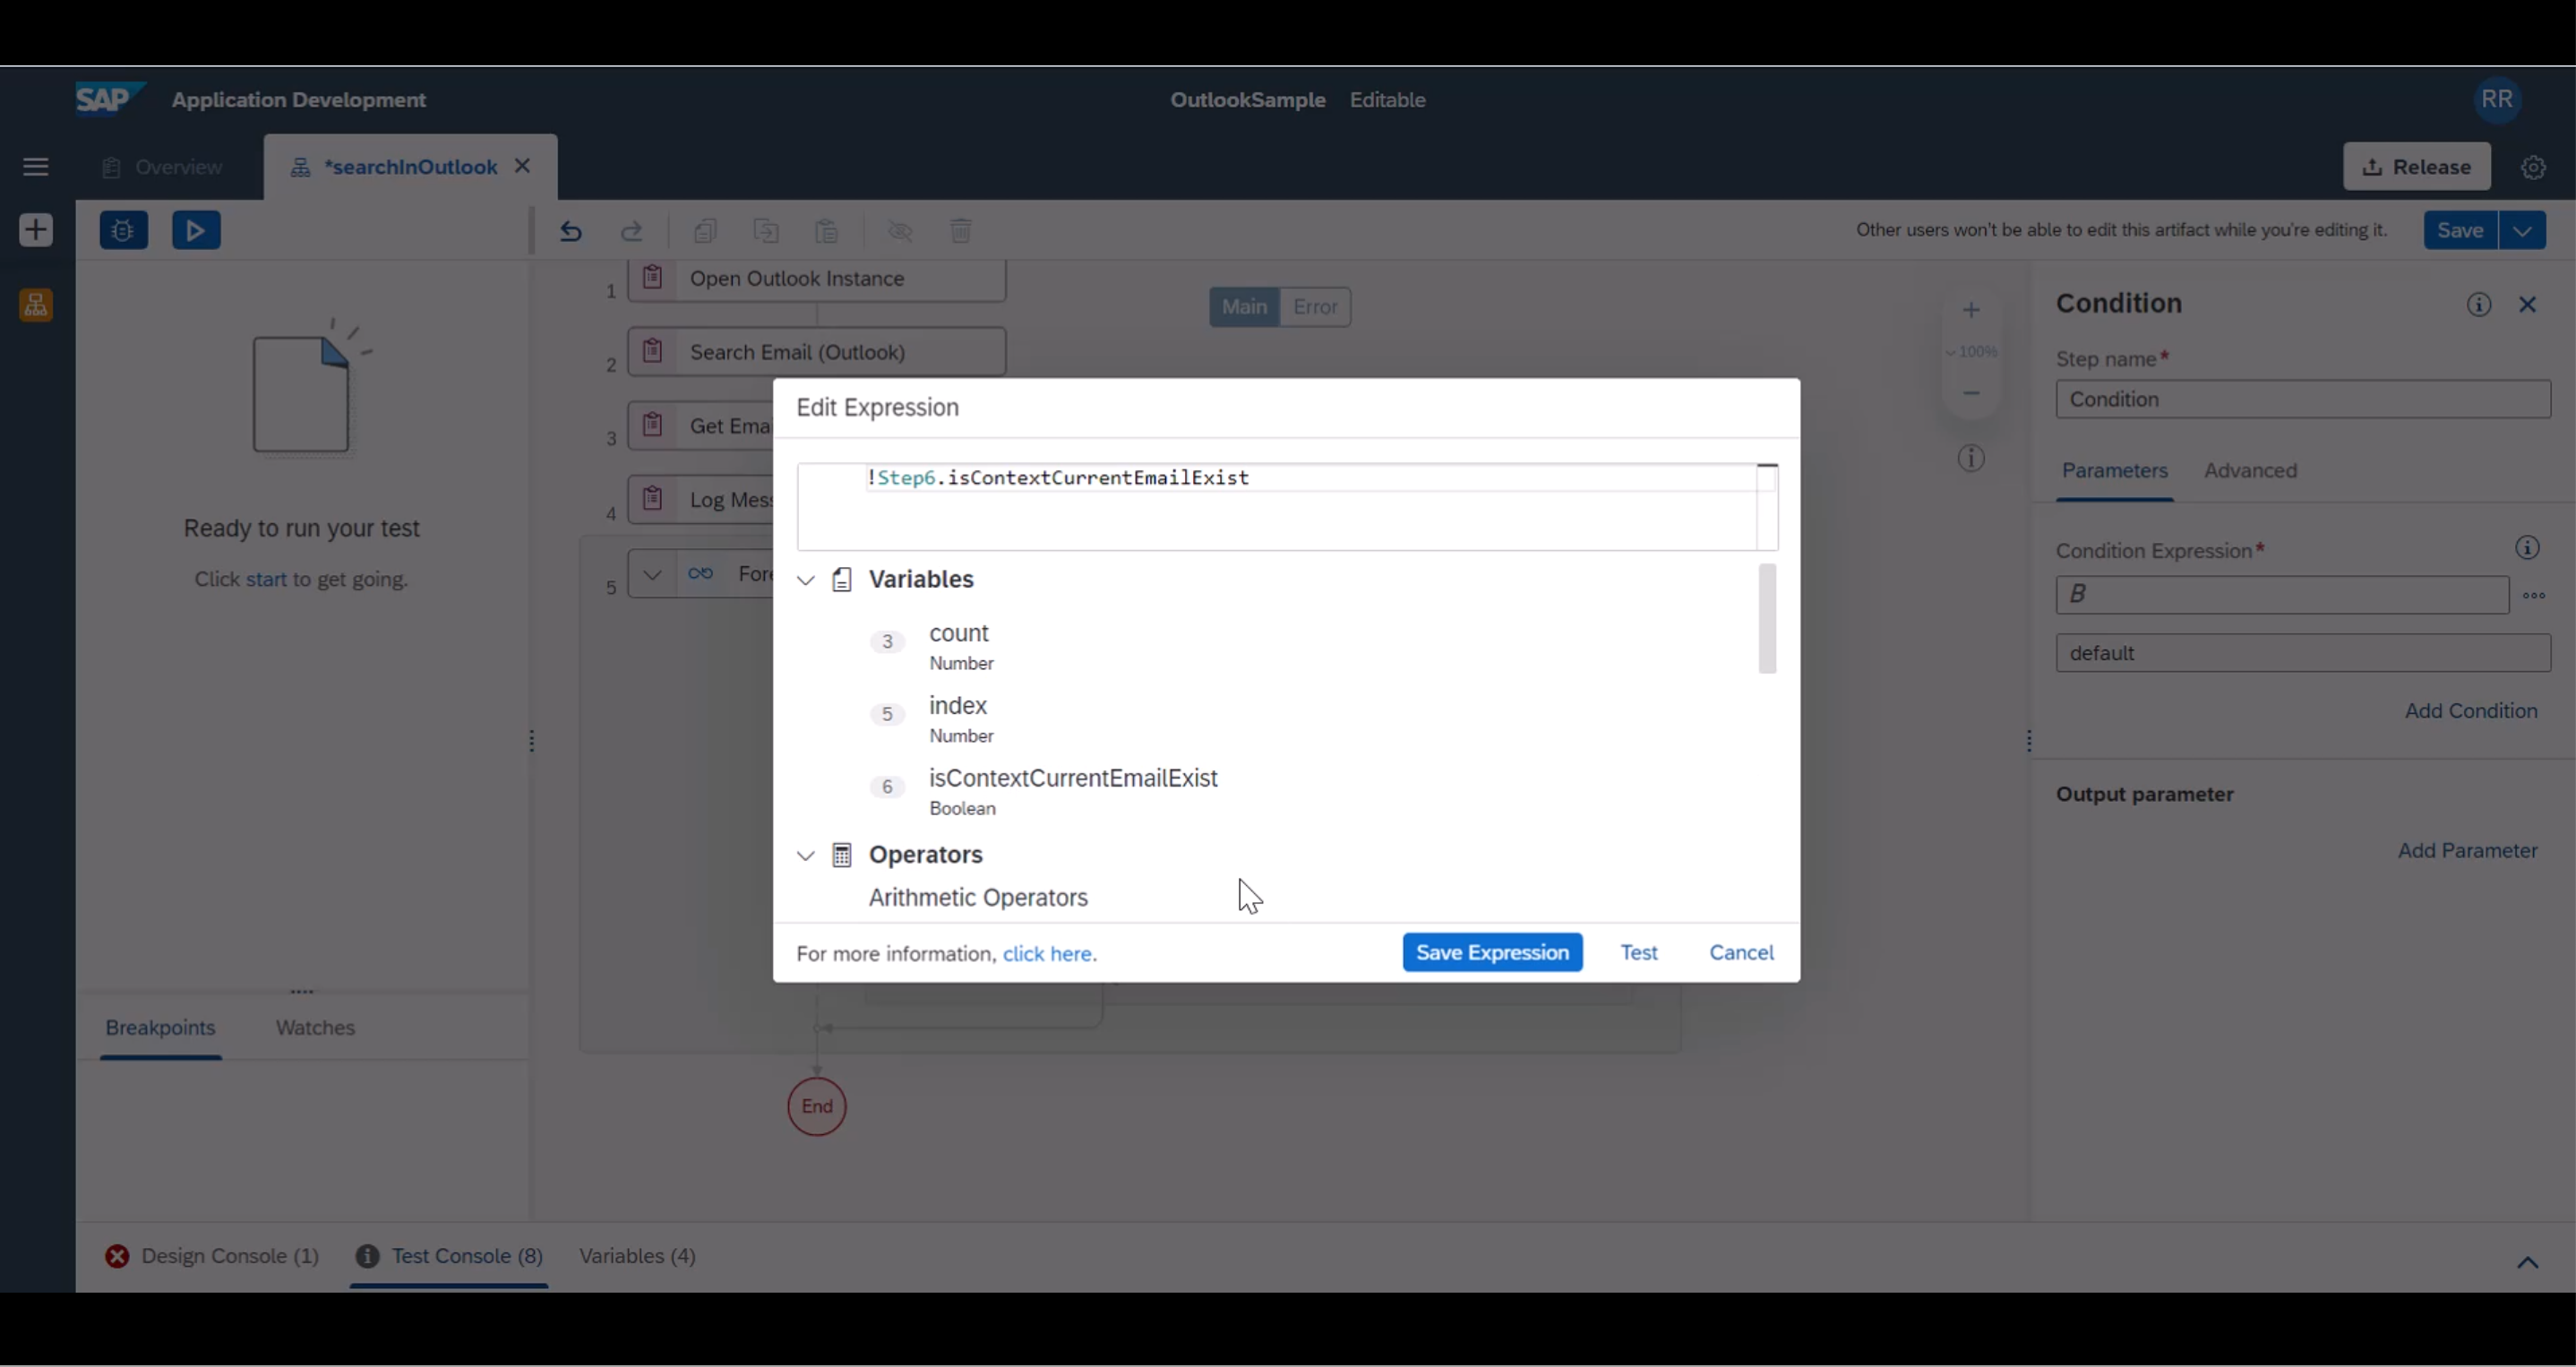 SAP Application Development
OutlookSample Editable
RR
Overview
*searchInOutlook
Release
Other users won't be able to edit this artifact while you're editing it.
Save
Ready to run your test
Click start to get going.
1 Open Outlook Instance
2 Search Email (Outlook)
3 Get Emai
4 Log Mess
5 Fore
Main Error
100%
End
Edit Expression
!Step6.isContextCurrentEmailExist
Variables
3 count
Number
5 index
Number
6 isContextCurrentEmailExist
Boolean
Operators
Arithmetic Operators
For more information, click here.
Save Expression Test Cancel
Condition
Step name*
Condition
Parameters Advanced
Condition Expression*
B
default
Add Condition
Output parameter
Add Parameter
Breakpoints Watches
Design Console (1) Test Console (8) Variables (4)